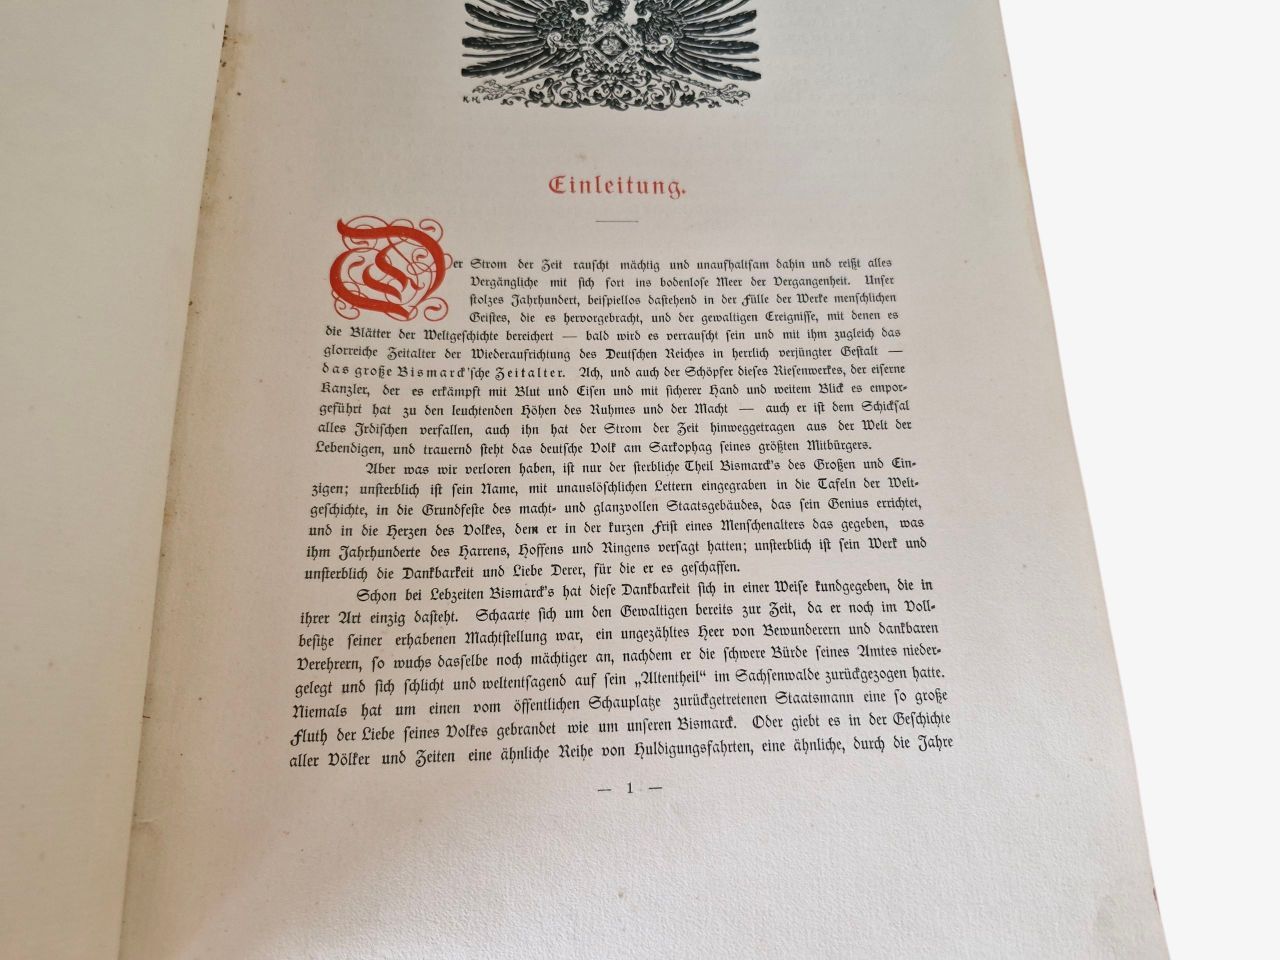 K. H.
Einleitung.
Der Strom der Zeit rauscht mächtig und unaufhaltsam dahin und reißt alles
Vergängliche mit sich fort ins bodenlose Meer der Vergangenheit. Unser
stolzes Jahrhundert, beispiellos dastehend in der Fülle der Werke menschlichen
Geistes, die es hervorgebracht, und der gewaltigen Ereignisse, mit denen es
die Blätter der Weltgeschichte bereichert — bald wird es verrauscht sein und mit ihm zugleich das
glorreiche Zeitalter der Wiederaufrichtung des Deutschen Reiches in herrlich verjüngter Gestalt —
das große Bismarck'sche Zeitalter. Ach, und auch der Schöpfer dieses Riesenwerkes, der eiserne
Kanzler, der es erkämpft mit Blut und Eisen und mit sicherer Hand und weitem Blick es empor-
geführt hat zu den leuchtenden Höhen des Ruhmes und der Macht — auch er ist dem Schicksal
alles Irdischen verfallen, auch ihn hat der Strom der Zeit hinweggetragen aus der Welt der
Lebendigen, und trauernd steht das deutsche Volk am Sarkophag seines größten Mitbürgers.
Aber was wir verloren haben, ist nur der sterbliche Theil Bismarck's des Großen und Ein-
zigen; unsterblich ist sein Name, mit unauslöschlichen Lettern eingegraben in die Tafeln der Welt-
geschichte, in die Grundfeste des macht- und glanzvollen Staatsgebäudes, das sein Genius errichtet,
und in die Herzen des Volkes, dem er in der kurzen Frist eines Menschenalters das gegeben, was
ihm Jahrhunderte des Harrens, Hoffens und Ringens versagt hatten; unsterblich ist sein Werk und
unsterblich die Dankbarkeit und Liebe Derer, für die er es geschaffen.
Schon bei Lebzeiten Bismarck's hat diese Dankbarkeit sich in einer Weise kundgegeben, die in
ihrer Art einzig dasteht. Schaarte sich um den Gewaltigen bereits zur Zeit, da er noch im Voll-
besitze seiner erhabenen Machtstellung war, ein ungezähltes Heer von Bewunderern und dankbaren
Verehrern, so wuchs dasselbe noch mächtiger an, nachdem er die schwere Bürde seines Amtes nieder-
gelegt und sich schlicht und weltentsagend auf sein „Altentheil“ im Sachsenwalde zurückgezogen hatte.
Niemals hat um einen vom öffentlichen Schauplatze zurückgetretenen Staatsmann eine so große
Fluth der Liebe seines Volkes gebrandet wie um unseren Bismarck. Oder giebt es in der Geschichte
aller Völker und Zeiten eine ähnliche Reihe von Huldigungsfahrten, eine ähnliche, durch die Jahre
— 1 —